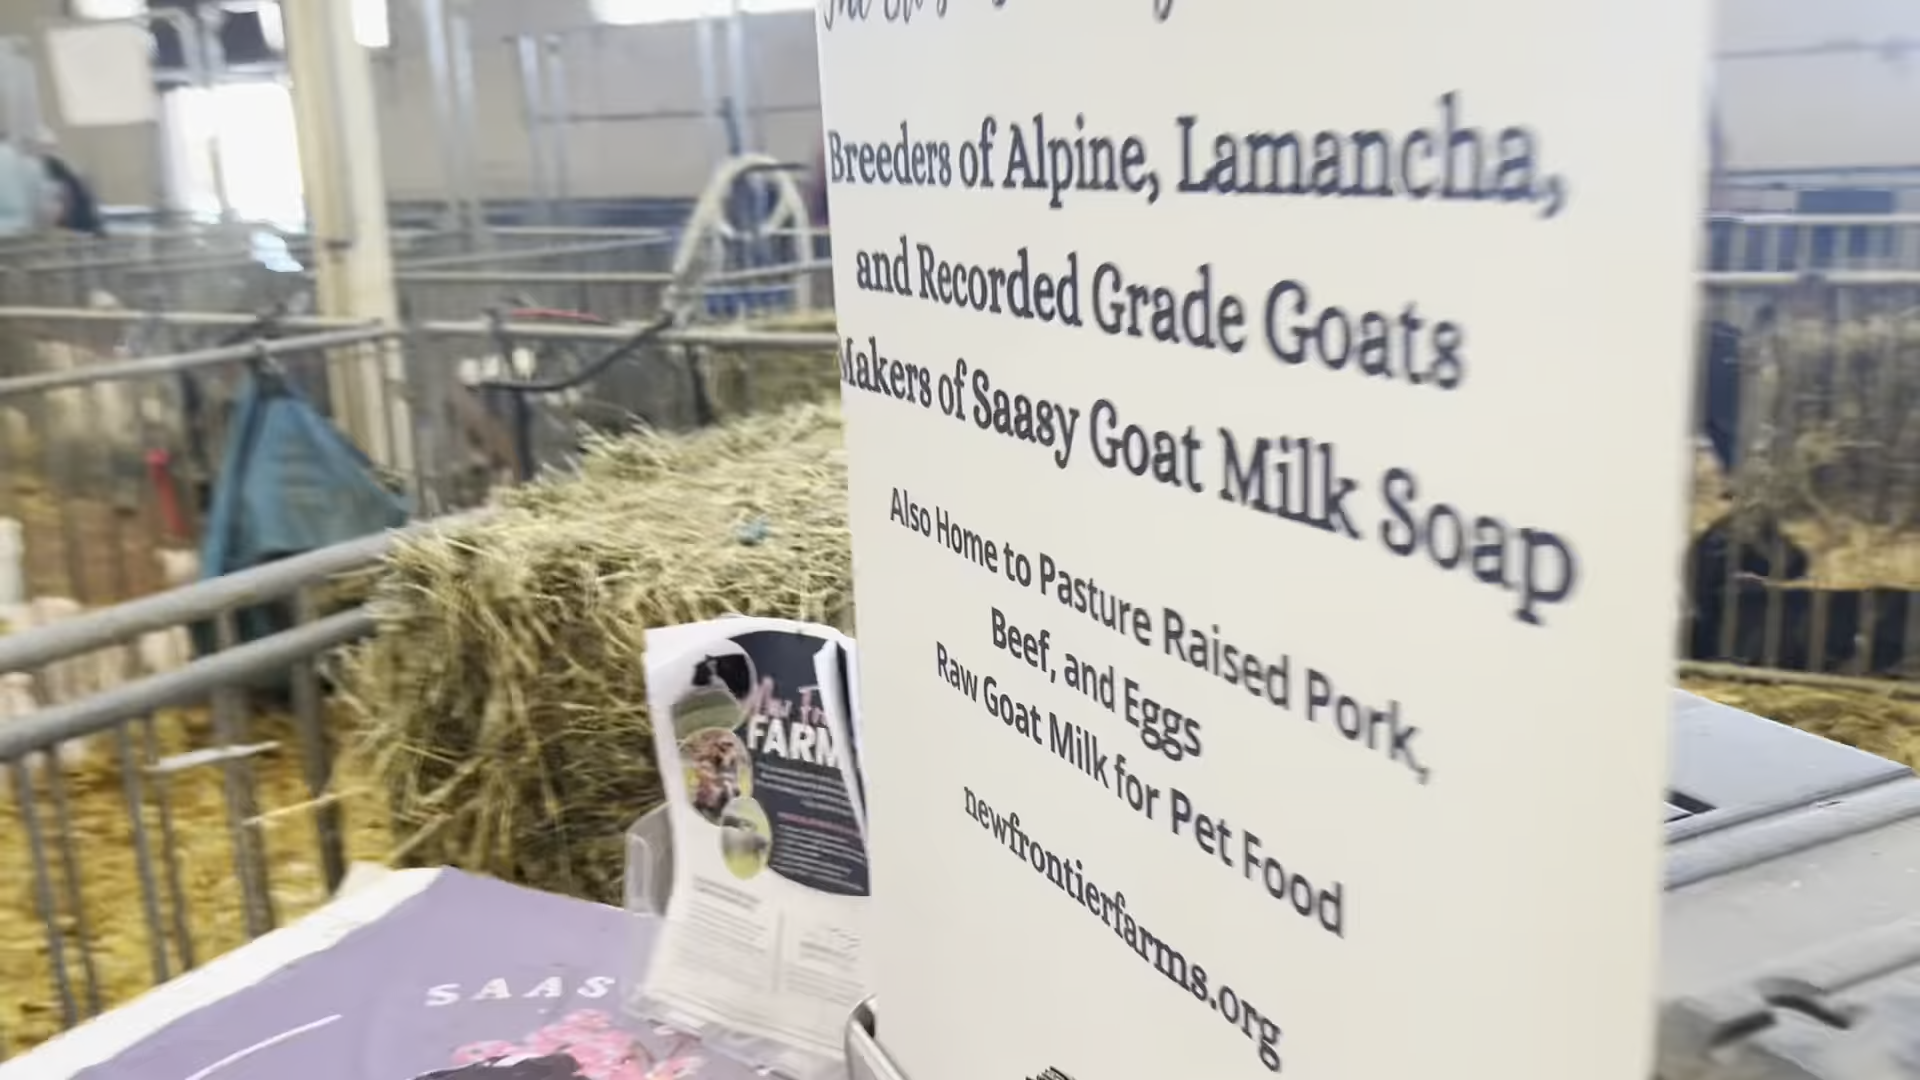 Breeders of Alpine, Lamancha,
and Recorded Grade Goats
Makers of Saasy Goat Milk Soap
Also Home to Pasture Raised Pork,
Beef, and Eggs
Raw Goat Milk for Pet Food
newfrontierfarms.org
FARM
SAAS